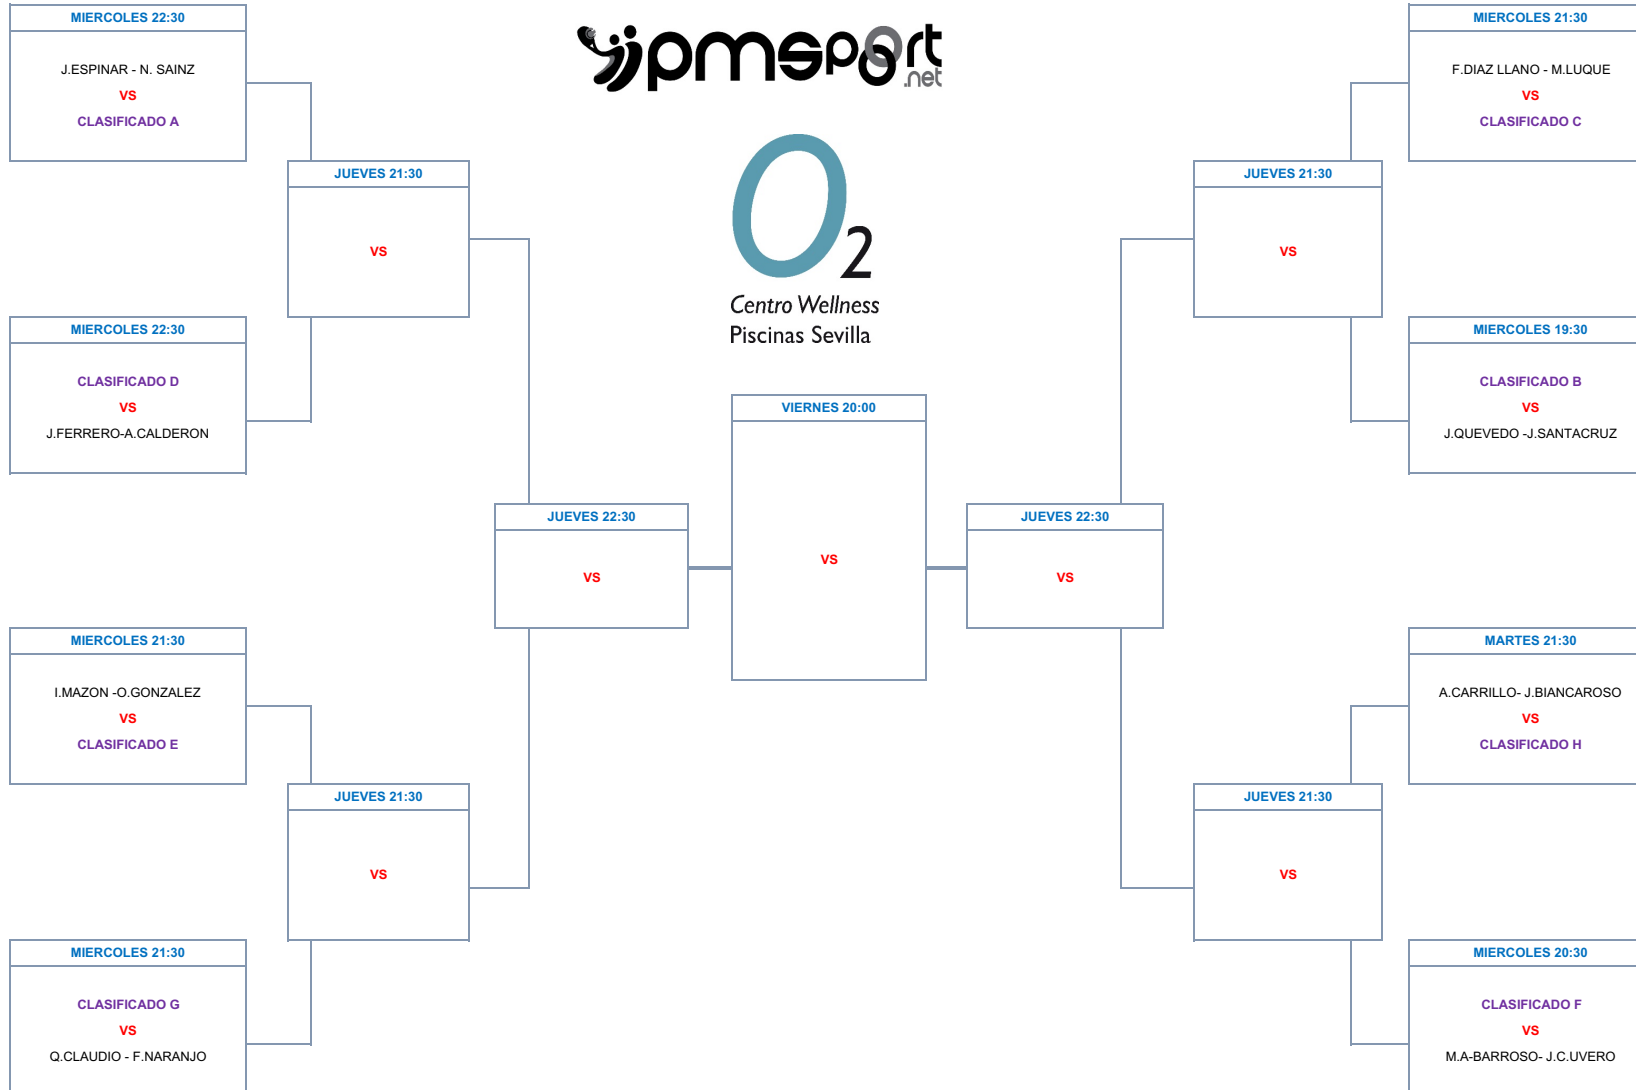 MIERCOLES 22:30
J.ESPINAR - N. SAINZ
VS
CLASIFICADO A
JUEVES 21:30
VS
MIERCOLES 22:30
CLASIFICADO D
VS
J.FERRERO-A.CALDERON
JUEVES 22:30
VS
MIERCOLES 21:30
I.MAZON -O.GONZALEZ
VS
CLASIFICADO E
JUEVES 21:30
VS
MIERCOLES 21:30
CLASIFICADO G
VS
Q.CLAUDIO - F.NARANJO
pmsport
.net
O2
Centro Wellness
Piscinas Sevilla
VIERNES 20:00
VS
JUEVES 22:30
VS
MIERCOLES 21:30
F.DIAZ LLANO - M.LUQUE
VS
CLASIFICADO C
JUEVES 21:30
VS
MIERCOLES 19:30
CLASIFICADO B
VS
J.QUEVEDO -J.SANTACRUZ
MARTES 21:30
A.CARRILLO- J.BIANCAROSO
VS
CLASIFICADO H
JUEVES 21:30
VS
MIERCOLES 20:30
CLASIFICADO F
VS
M.A-BARROSO- J.C.UVERO